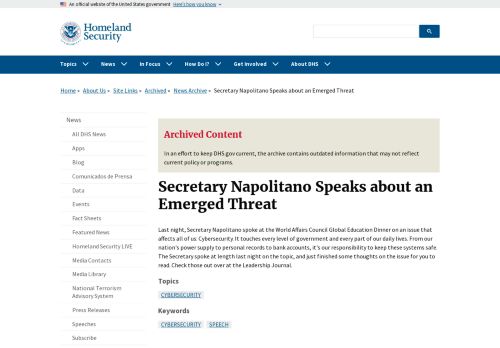 An official website of the United States government Here's how you know
Homeland
Security
Topics News In Focus How Do I? Get Involved About DHS
Home » About Us » Site Links » Archived » News Archive » Secretary Napolitano Speaks about an Emerged Threat
News
All DHS News
Apps
Blog
Comunicados de Prensa
Data
Events
Fact Sheets
Featured News
Homeland Security LIVE
Media Contacts
Media Library
National Terrorism
Advisory System
Press Releases
Speeches
Subscribe
Archived Content
In an effort to keep DHS.gov current, the archive contains outdated information that may not reflect
current policy or programs.
Secretary Napolitano Speaks about an
Emerged Threat
Last night, Secretary Napolitano spoke at the World Affairs Council Global Education Dinner on an issue that
affects all of us: Cybersecurity. It touches every level of government and every part of our daily lives. From our
nation's power supply to personal records to bank accounts, it's our responsibility to keep these systems safe.
The Secretary spoke at length last night on the topic, and just finished some thoughts on the issue for you to
read. Check those out over at the Leadership Journal.
Topics
CYBERSECURITY
Keywords
CYBERSECURITY SPEECH